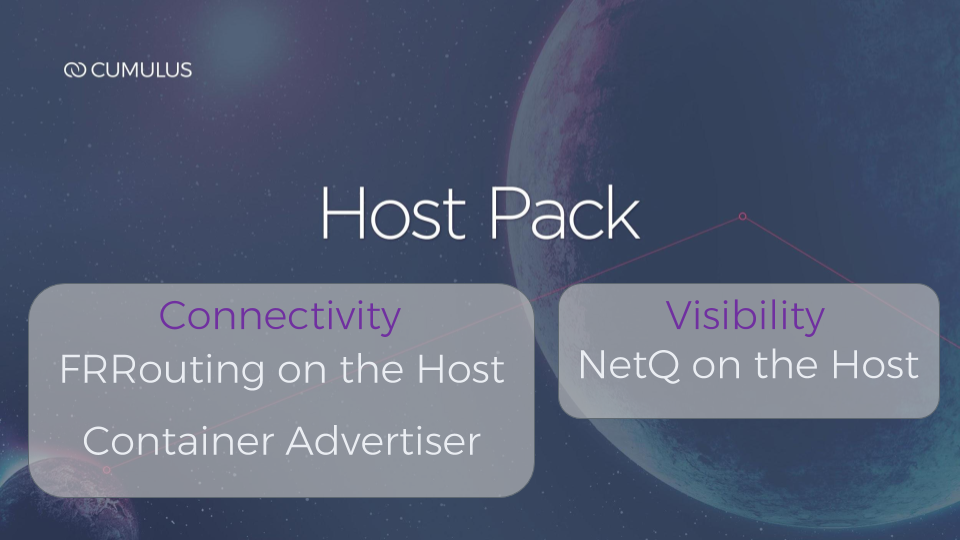 CUMULUS
Host Pack
Connectivity
FRRouting on the Host
Container Advertiser
Visibility
NetQ on the Host